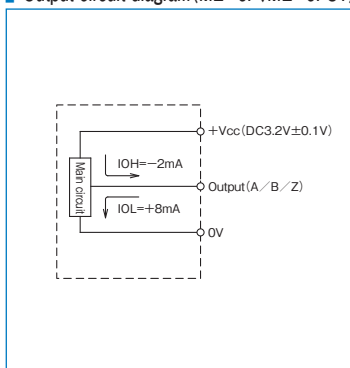 +Vcc(DC3.2V±0.1V)
IOH=−2mA
Main circuit
Output(A／B／Z)
IOL=+8mA
0V